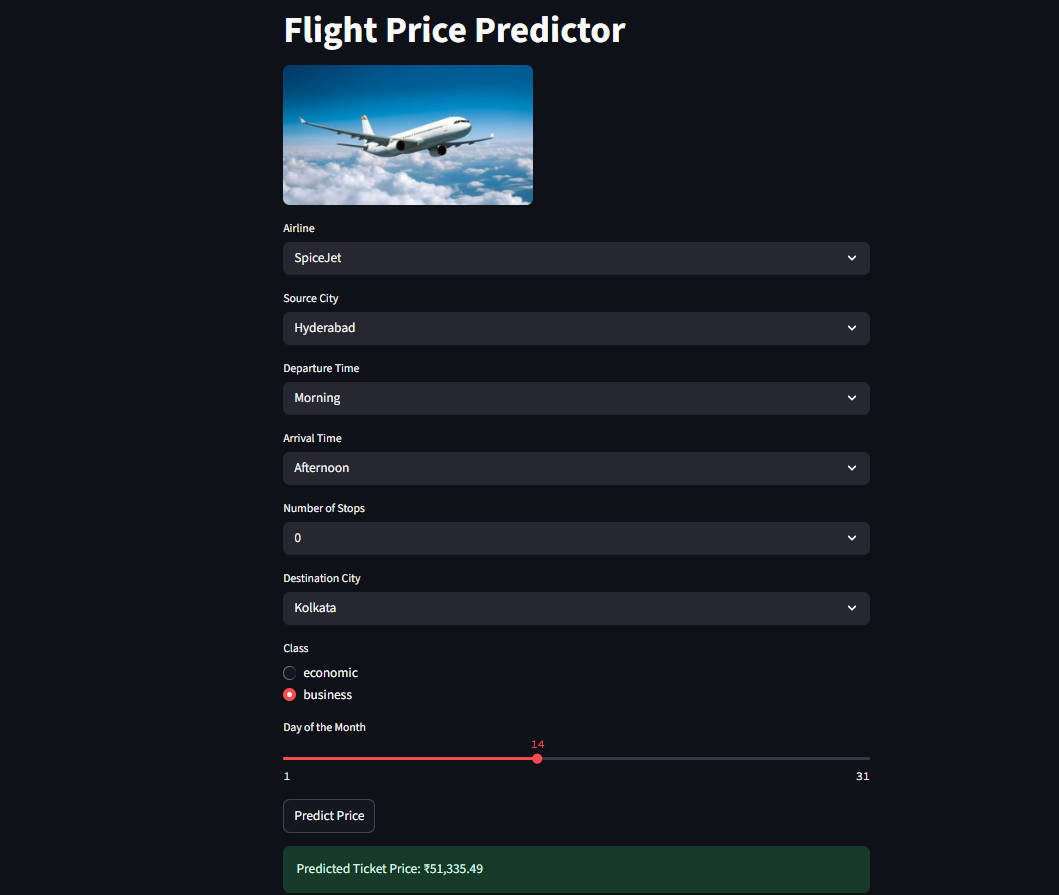 Flight Price Predictor
Airline
SpiceJet
Source City
Hyderabad
Departure Time
Morning
Arrival Time
Afternoon
Number of Stops
0
Destination City
Kolkata
Class
economic
business
Day of the Month
14
1 31
Predict Price
Predicted Ticket Price: ₹51,335.49